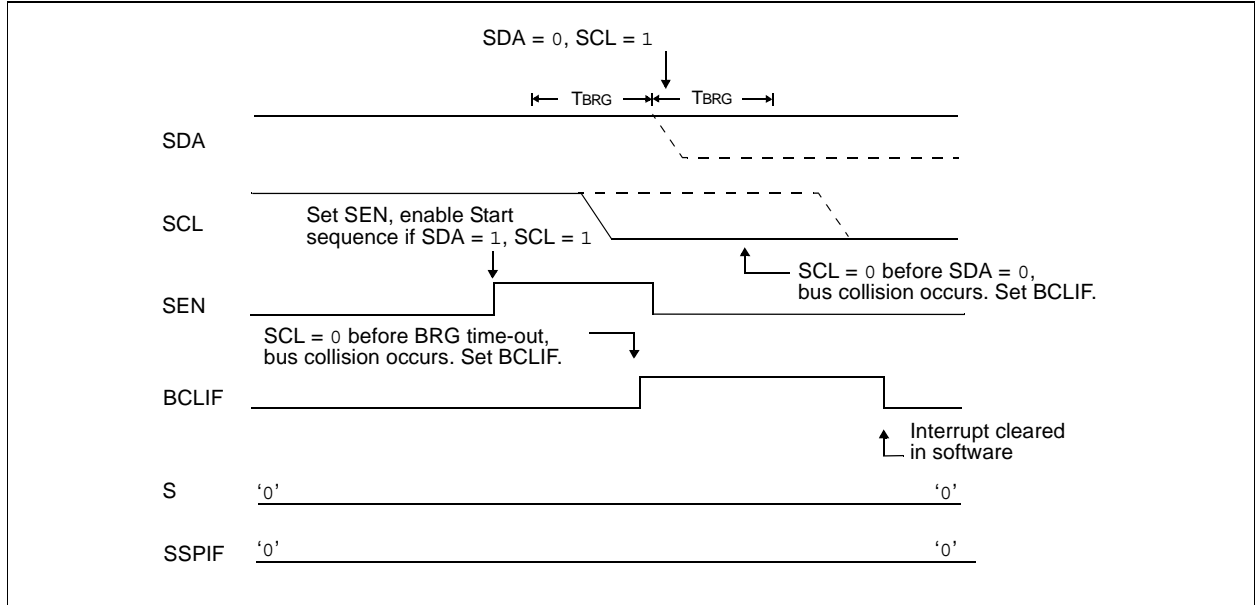 SDA = 0, SCL = 1
TBRG TBRG
SDA
SCL
Set SEN, enable Start
sequence if SDA = 1, SCL = 1
SCL = 0 before SDA = 0,
bus collision occurs. Set BCLIF.
SEN
SCL = 0 before BRG time-out,
bus collision occurs. Set BCLIF.
BCLIF
Interrupt cleared
in software
S ‘0’ ‘0’
SSPIF ‘0’ ‘0’